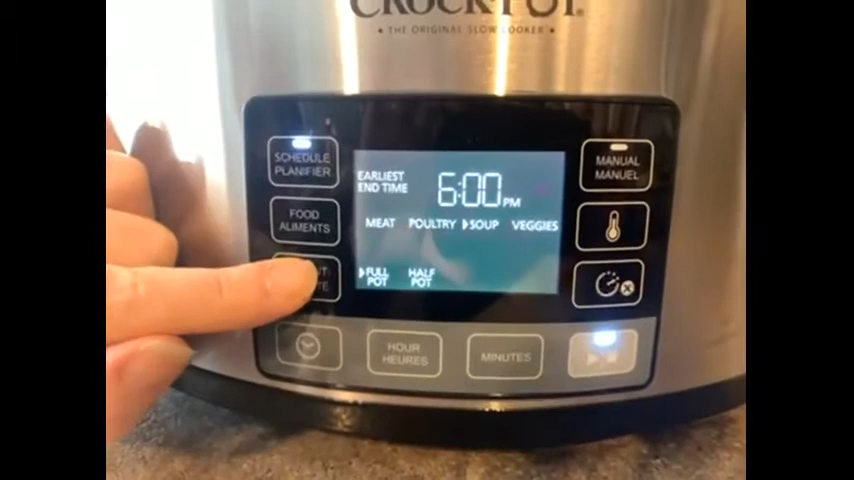 CROCK-POT®
THE ORIGINAL SLOW COOKER
SCHEDULE
PLANIFIER
EARLIEST
END TIME
6:00 PM
MANUAL
MANUEL
FOOD
ALIMENTS
MEAT POULTRY SOUP VEGGIES
FULL
POT
HALF
POT
HOUR
HEURES
MINUTES